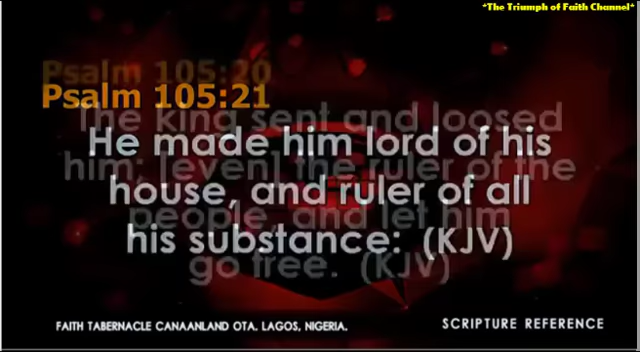 *The Triumph of Faith Channel*
Psalm 105:20
Psalm 105:21
The king sent and loosed
He made him lord of his
him; [even] the ruler of the
house, and ruler of all
people, and let him
his substance: (KJV)
go free. (KJV)
FAITH TABERNACLE CANAANLAND OTA. LAGOS, NIGERIA.
SCRIPTURE REFERENCE